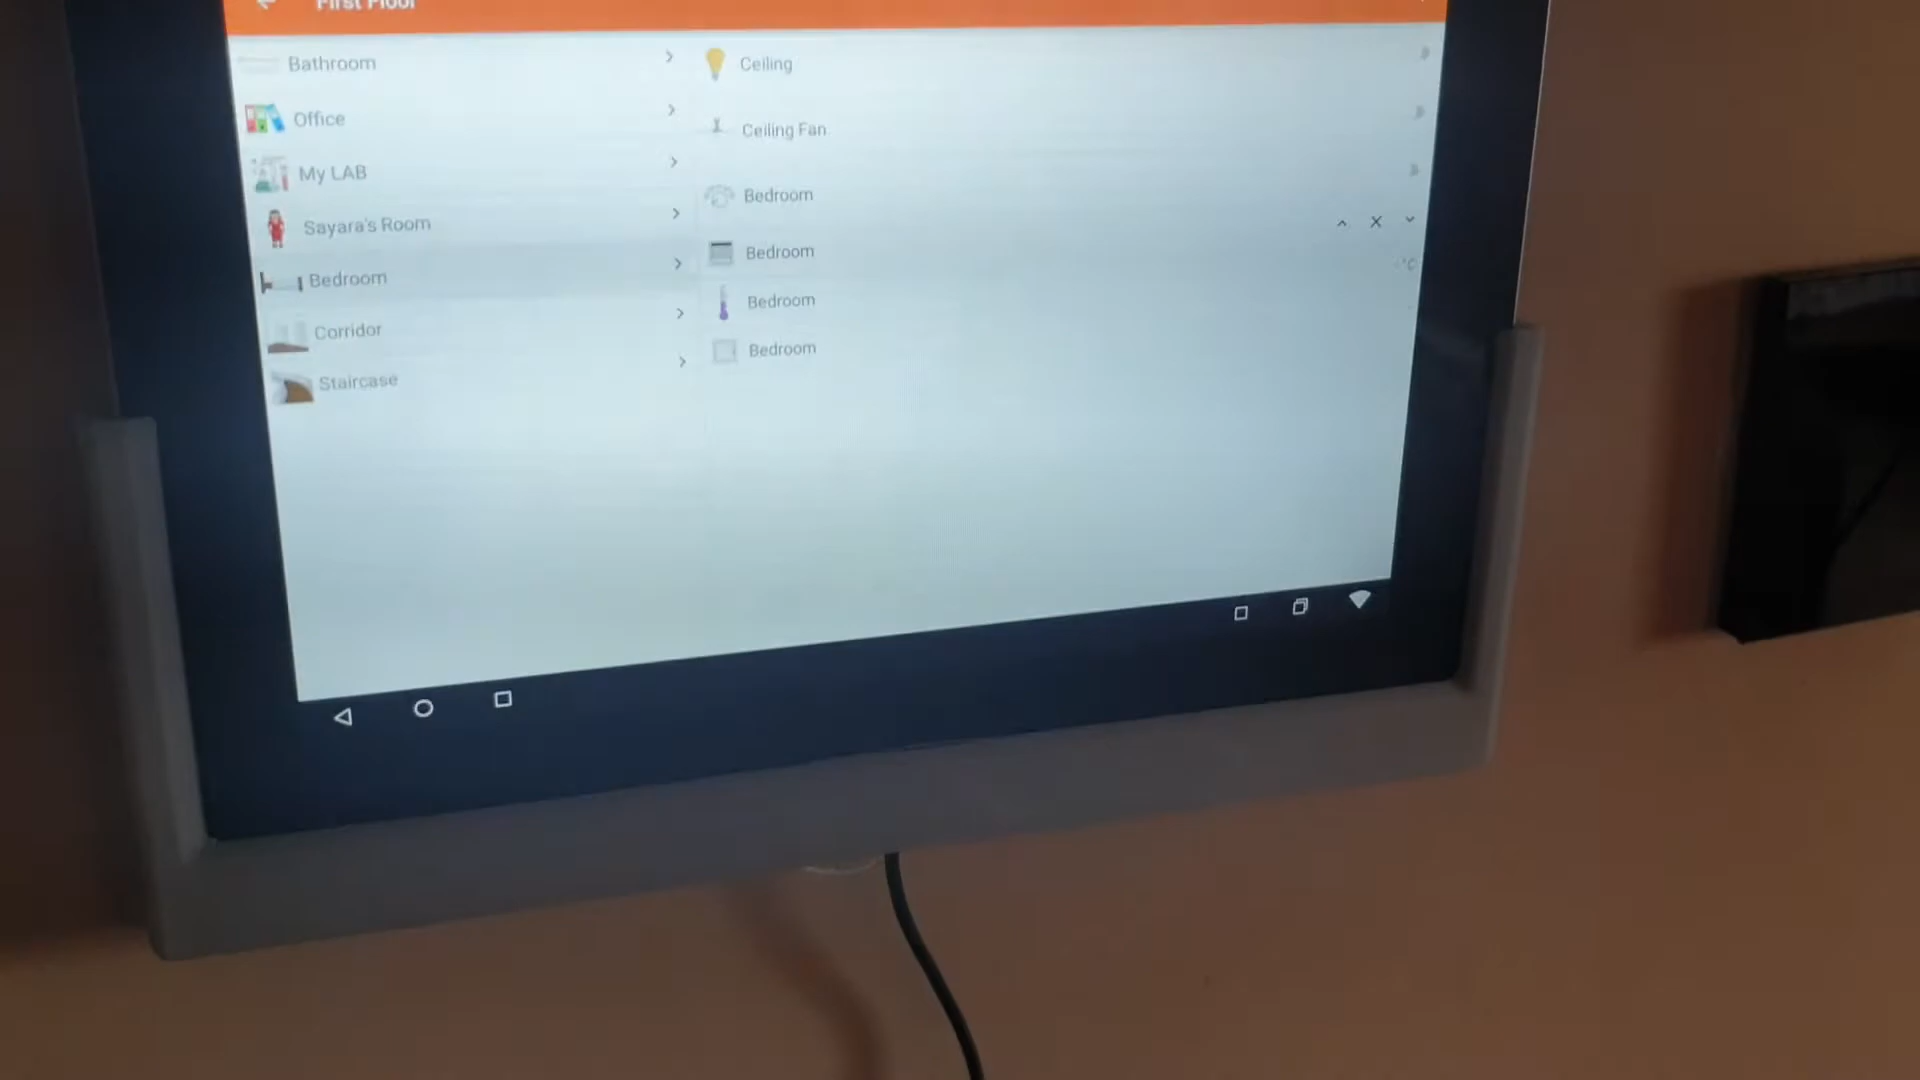 First Floor
Bathroom
Office
My LAB
Sayara's Room
Bedroom
Corridor
Staircase
Ceiling
Ceiling Fan
Bedroom
Bedroom
Bedroom
°C
Bedroom